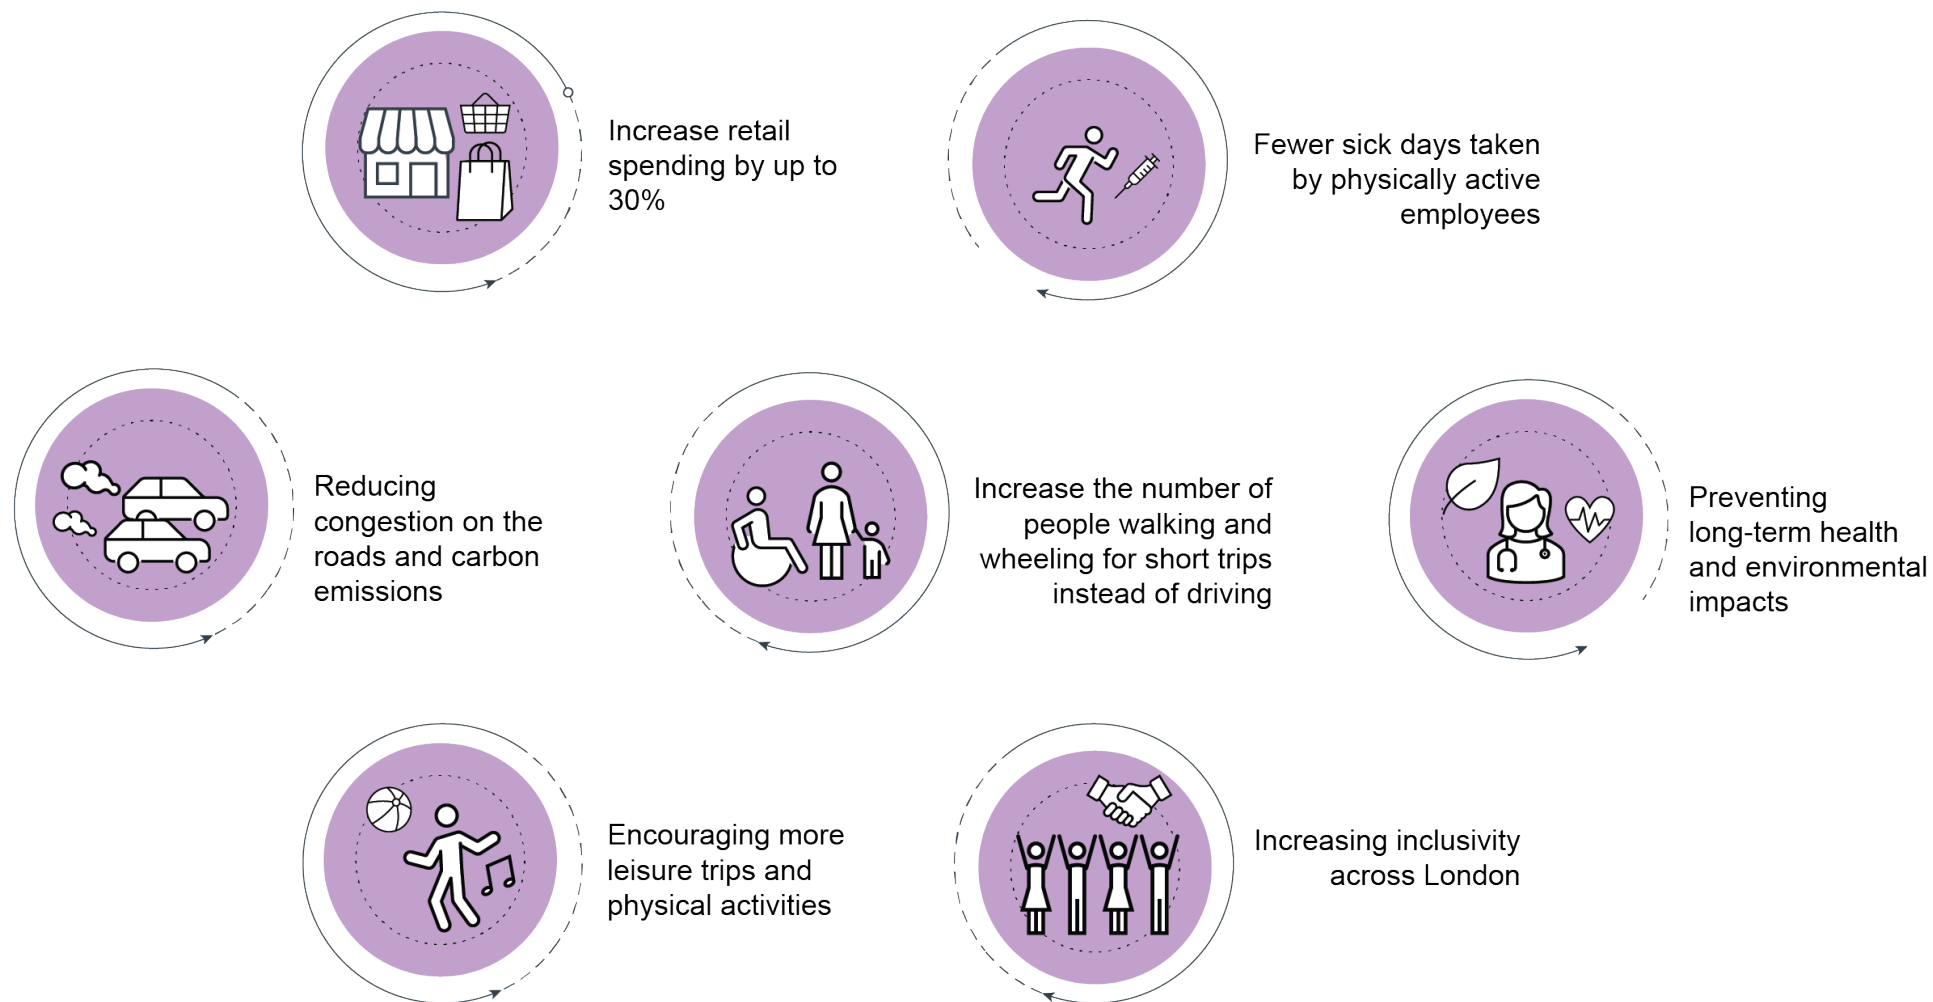 Increase retail
spending by up to
30%
Fewer sick days taken
by physically active
employees
Reducing
congestion on the
roads and carbon
emissions
Increase the number of
people walking and
wheeling for short trips
instead of driving
Preventing
long-term health
and environmental
impacts
Encouraging more
leisure trips and
physical activities
Increasing inclusivity
across London